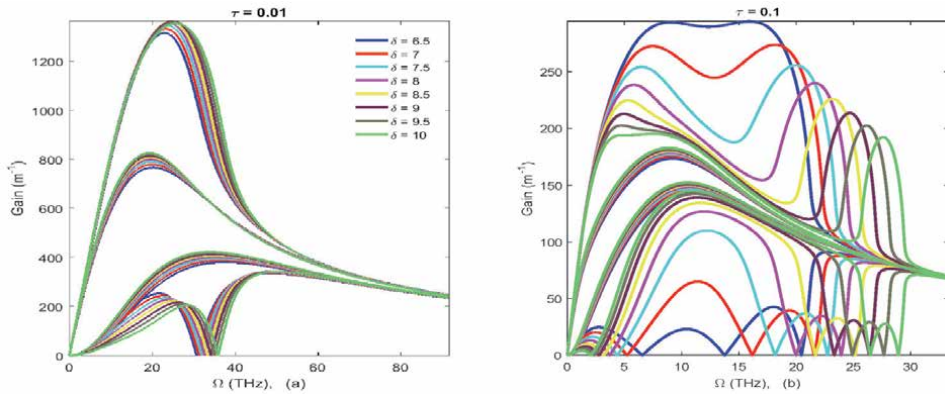 τ = 0.01
1200
1000
800
600
400
200
0
Gain (m⁻¹)
0 20 40 60 80
Ω (THz), (a)
δ = 6.5
δ = 7
δ = 7.5
δ = 8
δ = 8.5
δ = 9
δ = 9.5
δ = 10
τ = 0.1
250
200
150
100
50
0
Gain (m⁻¹)
0 5 10 15 20 25 30
Ω (THz), (b)